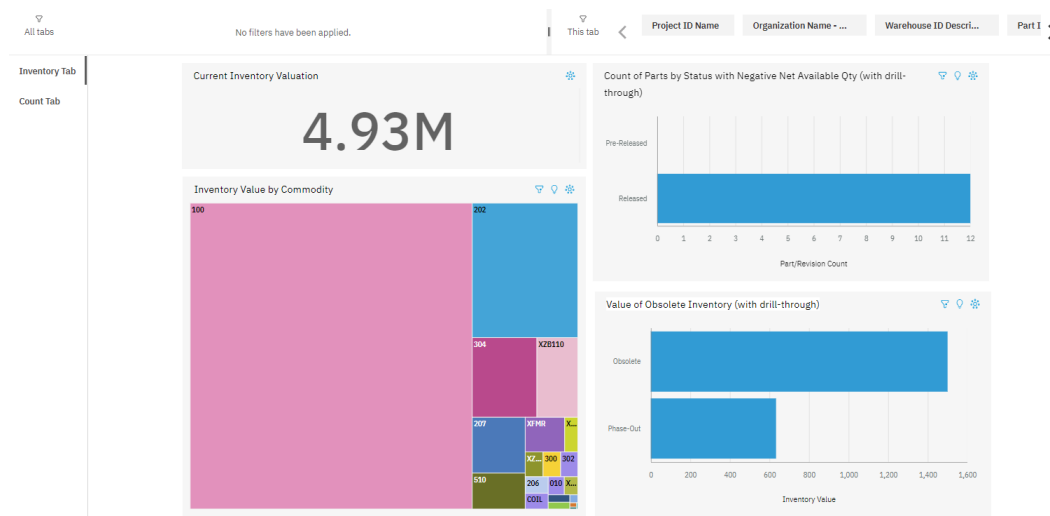 All tabs
No filters have been applied.
This tab
Project ID Name
Organization Name - ...
Warehouse ID Descri...
Part I
Inventory Tab
Count Tab
Current Inventory Valuation
4.93M
Inventory Value by Commodity
100
202
304
XZB110
207
XFMR
X...
XZ...
300
302
510
206
010
X...
COIL
Count of Parts by Status with Negative Net Available Qty (with drill-
through)
Pre-Released
Released
0 1 2 3 4 5 6 7 8 9 10 11 12
Part/Revision Count
Value of Obsolete Inventory (with drill-through)
Obsolete
Phase-Out
0 200 400 600 800 1,000 1,200 1,400 1,600
Inventory Value